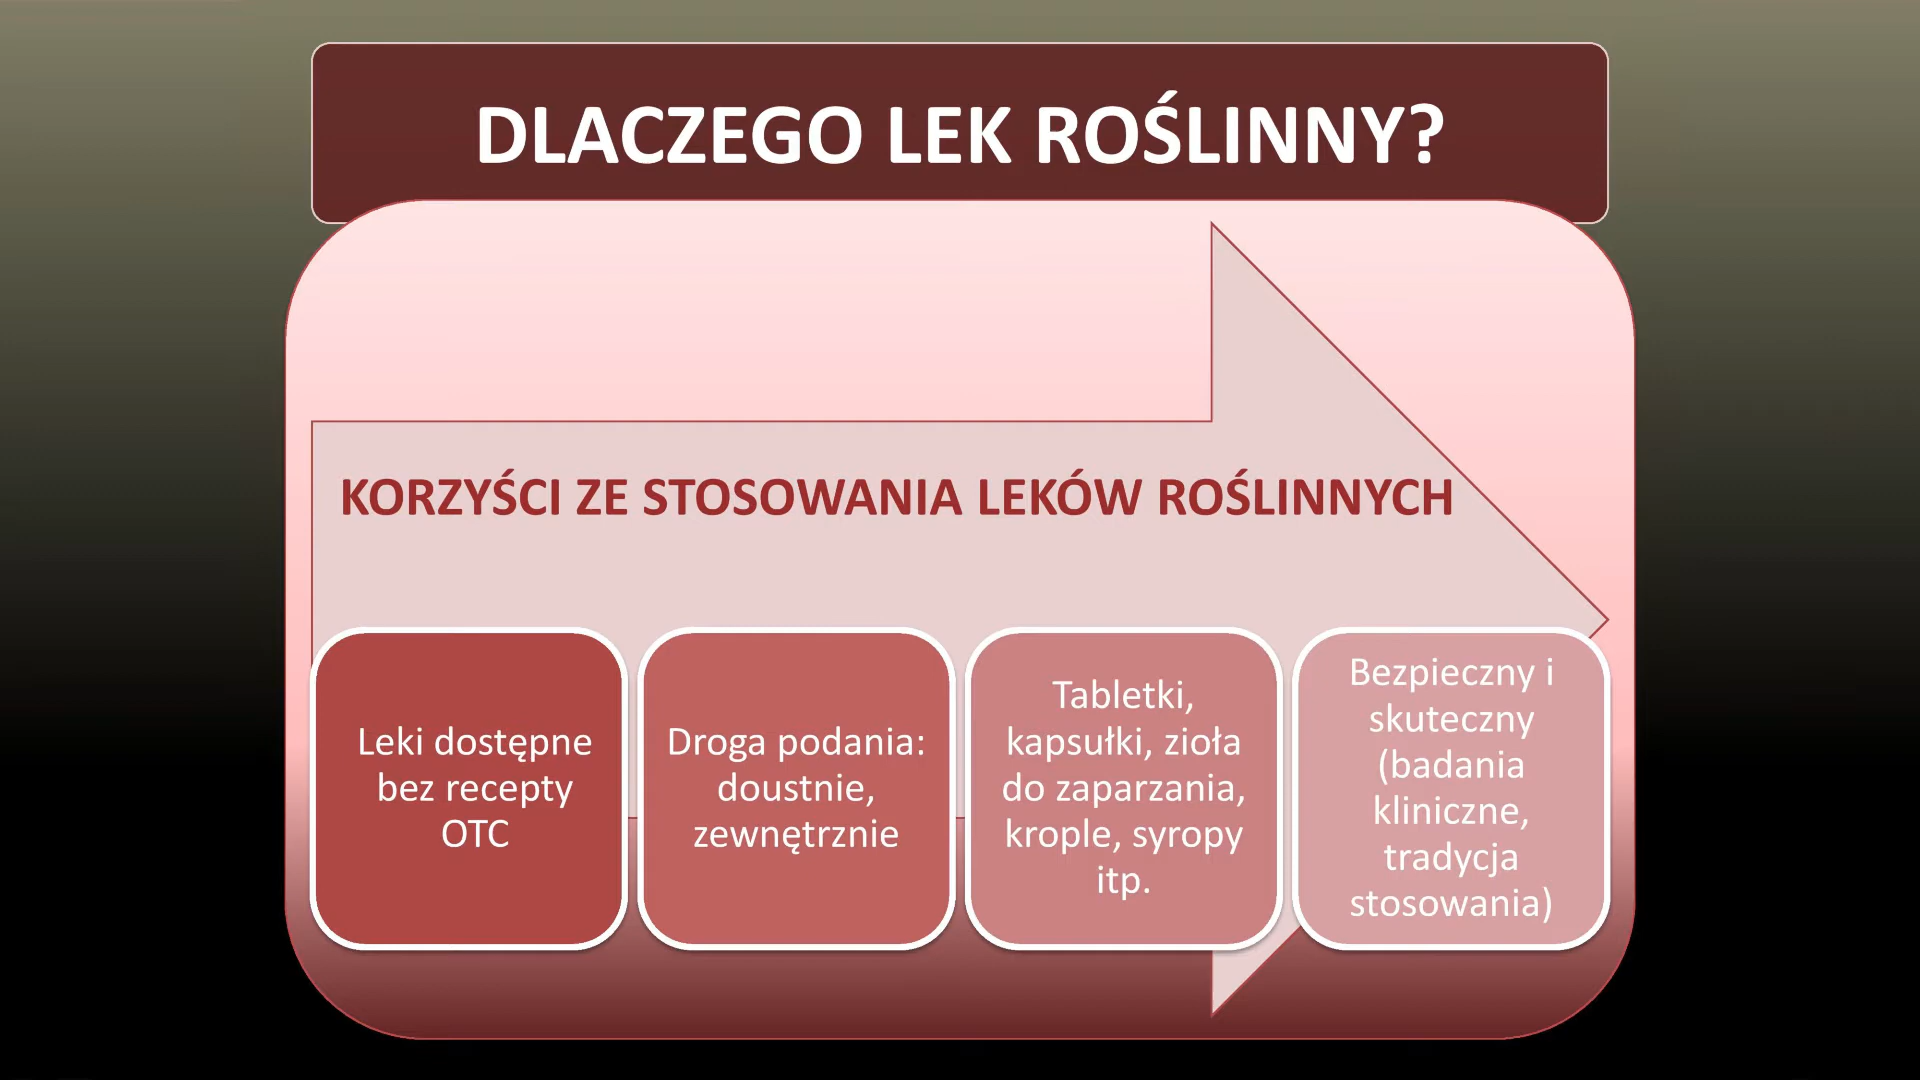 DLACZEGO LEK ROŚLINNY?
KORZYŚCI ZE STOSOWANIA LEKÓW ROŚLINNYCH
Leki dostępne
bez recepty
OTC
Droga podania:
doustnie,
zewnętrznie
Tabletki,
kapsułki, zioła
do zaparzania,
krople, syropy
itp.
Bezpieczny i
skuteczny
(badania
kliniczne,
tradycja
stosowania)